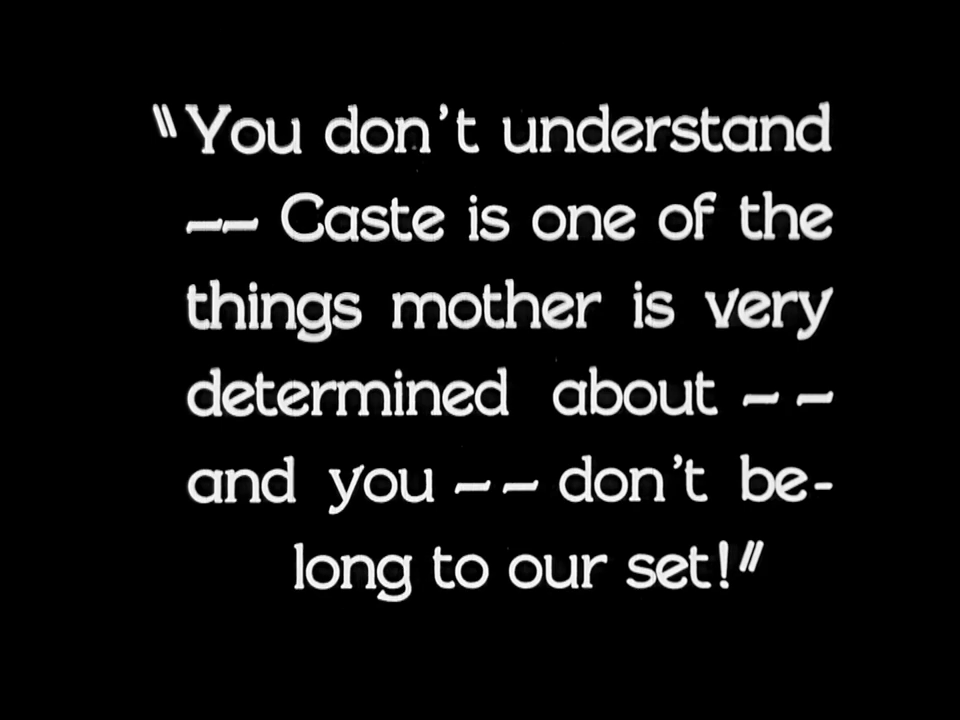 "You don't understand
-- Caste is one of the
things mother is very
determined about --
and you -- don't be-
long to our set!"